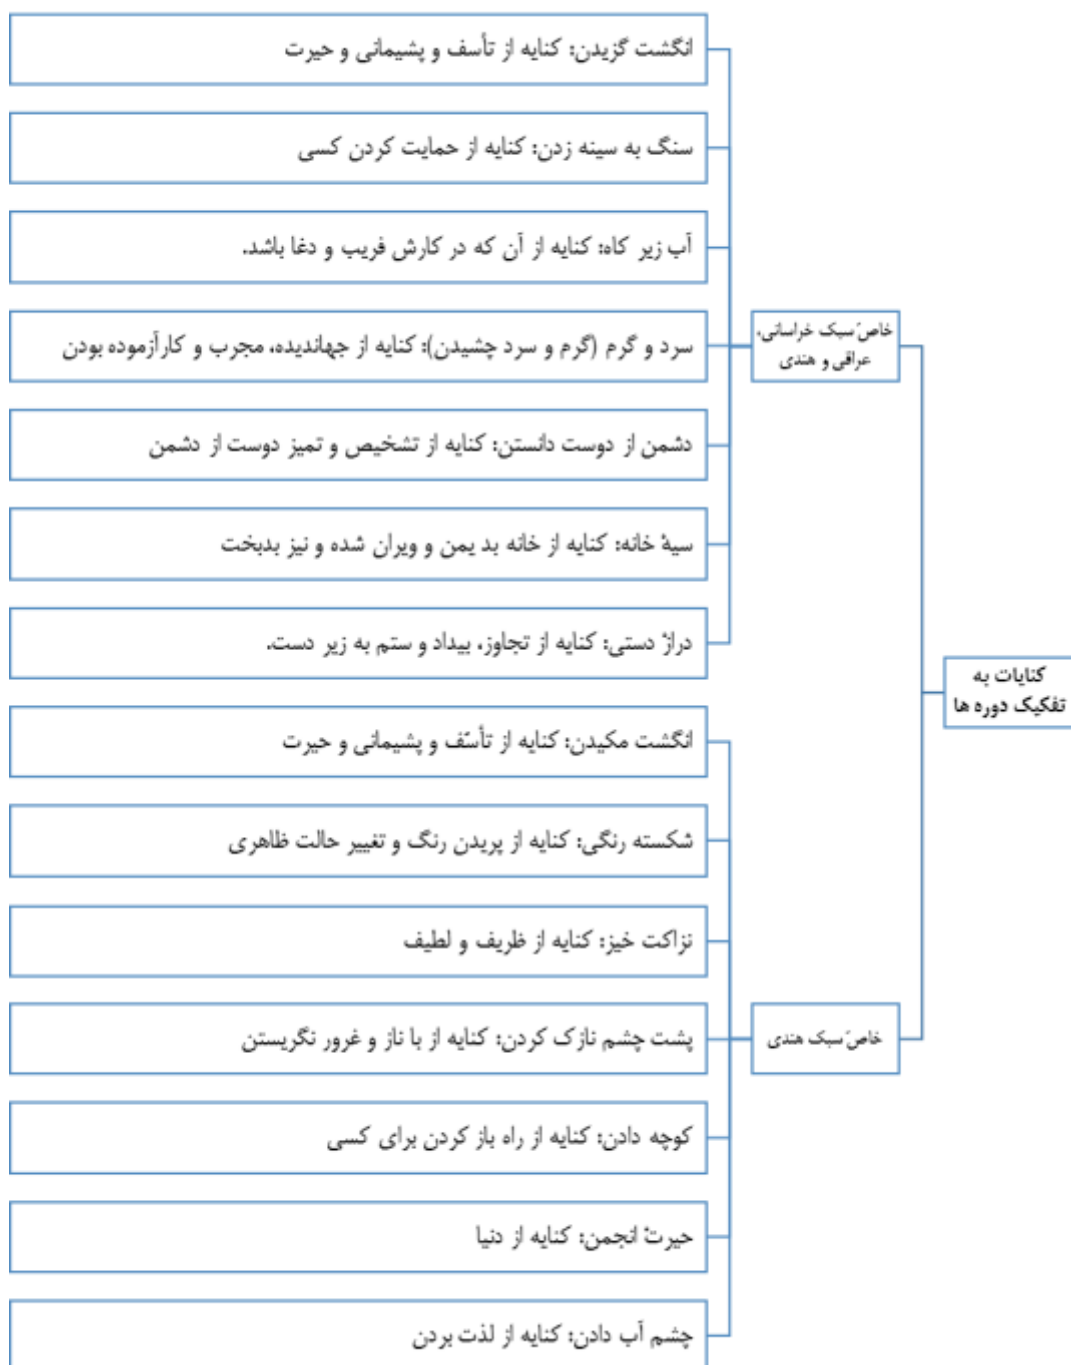 کنایات به
تفکیک دوره ها
خاصّ سبک خراسانی،
عراقی و هندی
انگشت گزیدن: کنایه از تأسف و پشیمانی و حیرت
سنگ به سینه زدن: کنایه از حمایت کردن کسی
آب زیر کاه: کنایه از آن که در کارش فریب و دغا باشد.
سرد و گرم (گرم و سرد چشیدن): کنایه از جهاندیده، مجرب و کارآزموده بودن
دشمن از دوست دانستن: کنایه از تشخیص و تمیز دوست از دشمن
سیهْ خانه: کنایه از خانه بد یمن و ویران شده و نیز بدبخت
درازْ دستی: کنایه از تجاوز، بیداد و ستم به زیر دست.
خاصّ سبک هندی
انگشت مکیدن: کنایه از تأسّف و پشیمانی و حیرت
شکسته رنگی: کنایه از پریدن رنگ و تغییر حالت ظاهری
نزاکت خیز: کنایه از ظریف و لطیف
پشت چشم نازک کردن: کنایه از با ناز و غرور نگریستن
کوچه دادن: کنایه از راه باز کردن برای کسی
حیرتْ انجمن: کنایه از دنیا
چشم آب دادن: کنایه از لذت بردن